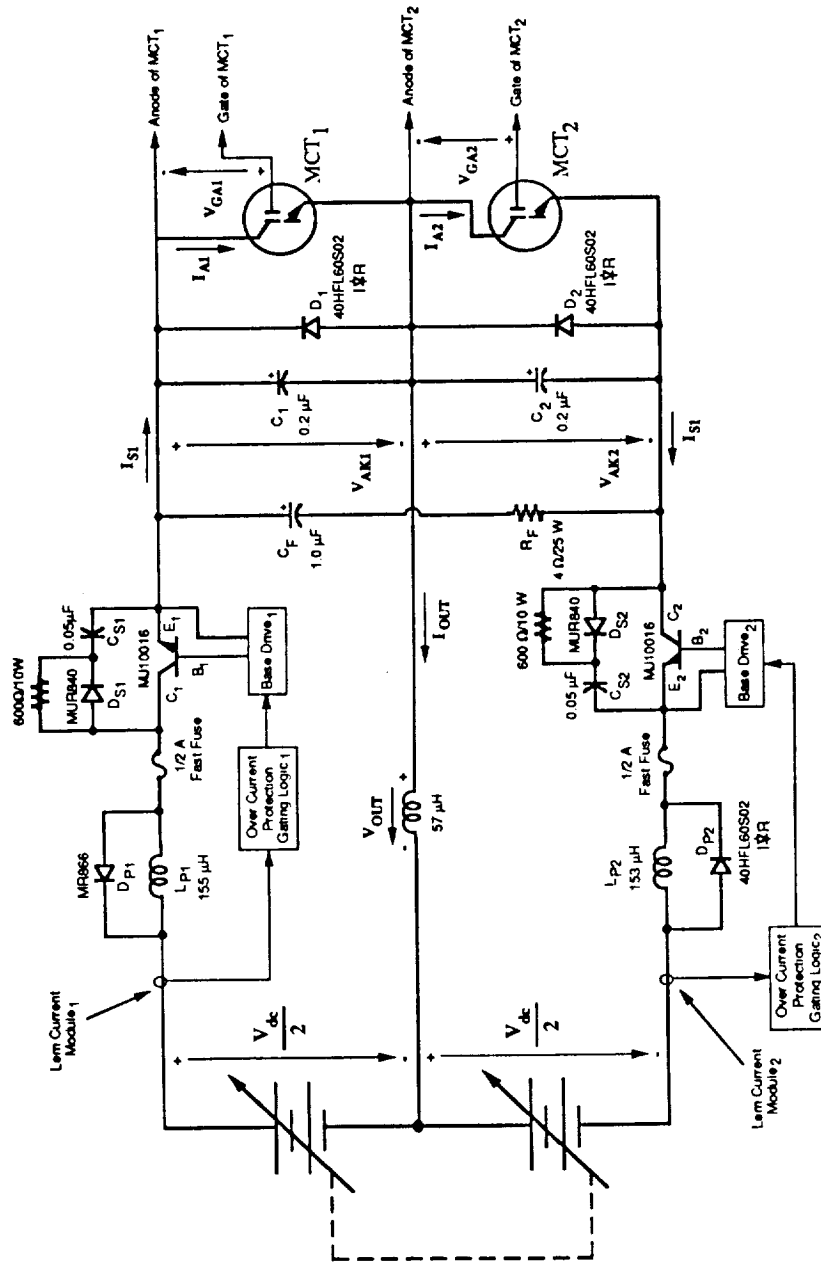 Anode of MCT1
Gate of MCT1
Anode of MCT2
Gate of MCT2
VGA1
- +
MCT1
IA1
VGA2
- +
MCT2
IA2
D1
40HFL60S02
I R
D2
40HFL60S02
I R
+
C1
0.2 µF
+
C2
0.2 µF
IS1
+ VAK1 -
+ VAK2 -
IS1
+
CF
1.0 µF
RF
4 Ω/25 W
IOUT
600Ω/10W
MUR840
DS1
0.05µF
CS1
MJ10016
C1
E1
B1
Base Drive1
600 Ω/10 W
MUR840
DS2
0.05 µF
CS2
MJ10016
E2
C2
B2
Base Drive2
1/2 A
Fast Fuse
Over Current
Protection
Gating Logic1
VOUT
+ -
57 µH
1/2 A
Fast Fuse
MR866
DP1
LP1
155 µH
LP2
153 µH
DP2
40HFL60S02
I R
Over Current
Protection
Gating Logic2
Lem Current
Module1
Lem Current
Module2
+ Vdc/2 -
+ Vdc/2 -